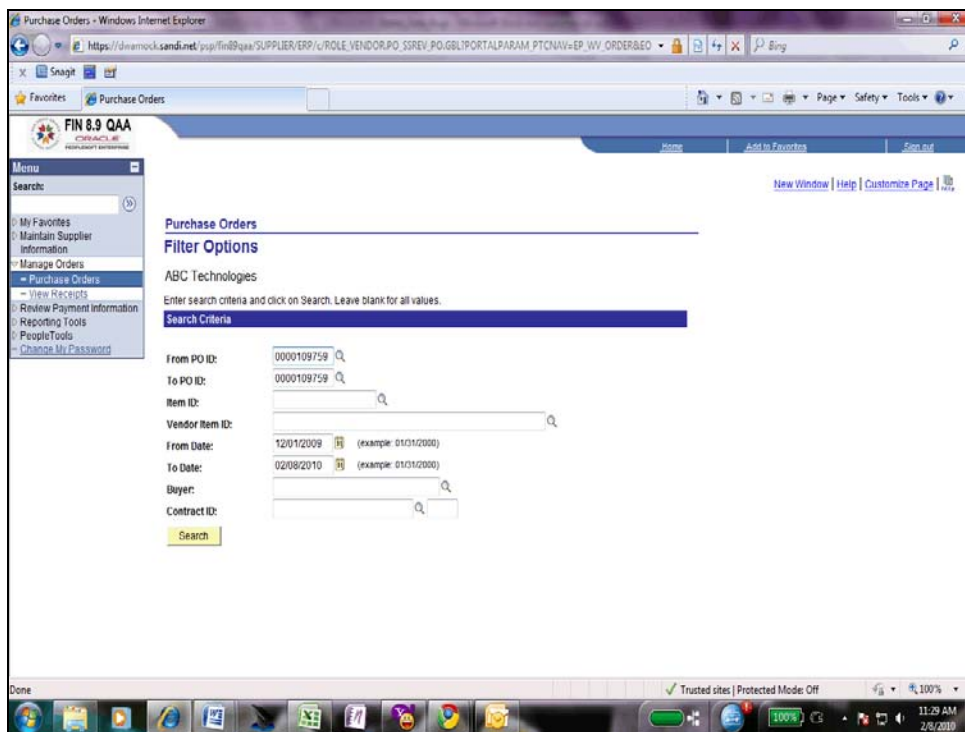 Purchase Orders - Windows Internet Explorer
https://dwarnock.sandi.net/psp/fin89qaa/SUPPLIER/ERP/c/ROLE_VENDOR.PO_SSREV_PO.GBL?PORTALPARAM_PTCNAV=EP_WV_ORDER&EO
Bing
x Snagit
Favorites Purchase Orders Page Safety Tools
FIN 8.9 QAA
ORACLE
PEOPLESOFT ENTERPRISE
Home Add to Favorites Sign out
Menu
New Window | Help | Customize Page |
Search:
My Favorites
Maintain Supplier
Information
Manage Orders
– Purchase Orders
– View Receipts
Review Payment Information
Reporting Tools
PeopleTools
– Change My Password
Purchase Orders
Filter Options
ABC Technologies
Enter search criteria and click on Search. Leave blank for all values.
Search Criteria
From PO ID: 0000109759
To PO ID: 0000109759
Item ID:
Vendor Item ID:
From Date: 12/01/2009 (example: 01/31/2000)
To Date: 02/08/2010 (example: 01/31/2000)
Buyer:
Contract ID:
Search
Done Trusted sites | Protected Mode: Off 100%
100% 11:29 AM
2/8/2010